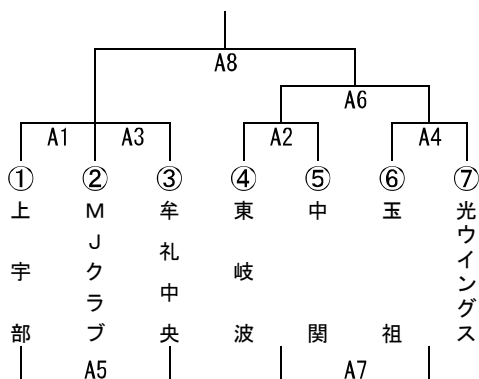 A8
A6
A1 A3 A2 A4
① ② ③ ④ ⑤ ⑥ ⑦
上宇部
MJクラブ
牟礼中央
東岐波
中関
玉祖
光ウイングス
A5 A7